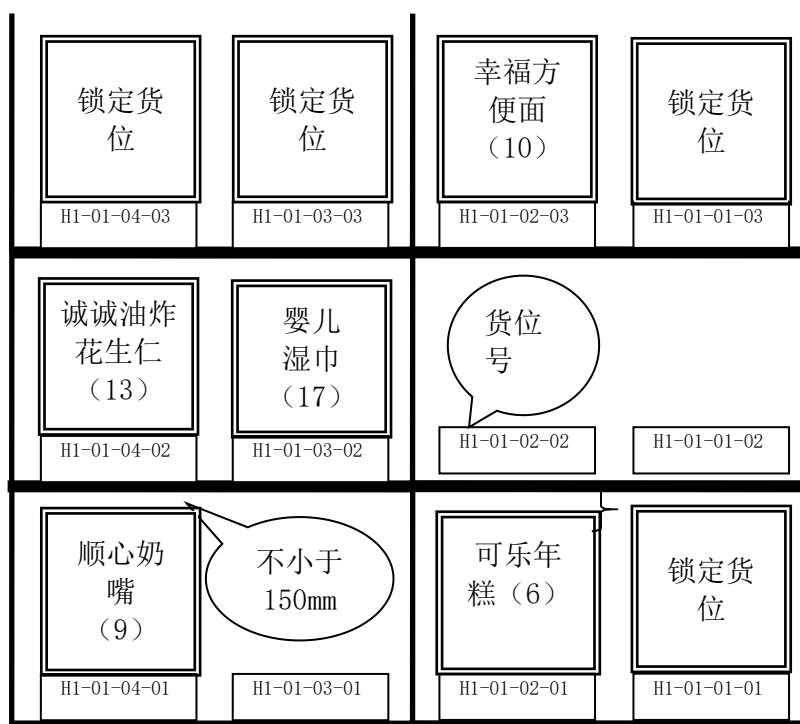 锁定货
位
锁定货
位
幸福方
便面
（10）
锁定货
位
H1-01-04-03
H1-01-03-03
H1-01-02-03
H1-01-01-03
诚诚油炸
花生仁
（13）
婴儿
湿巾
（17）
货位
号
H1-01-04-02
H1-01-03-02
H1-01-02-02
H1-01-01-02
顺心奶
嘴
（9）
不小于
150mm
可乐年
糕（6）
锁定货
位
H1-01-04-01
H1-01-03-01
H1-01-02-01
H1-01-01-01